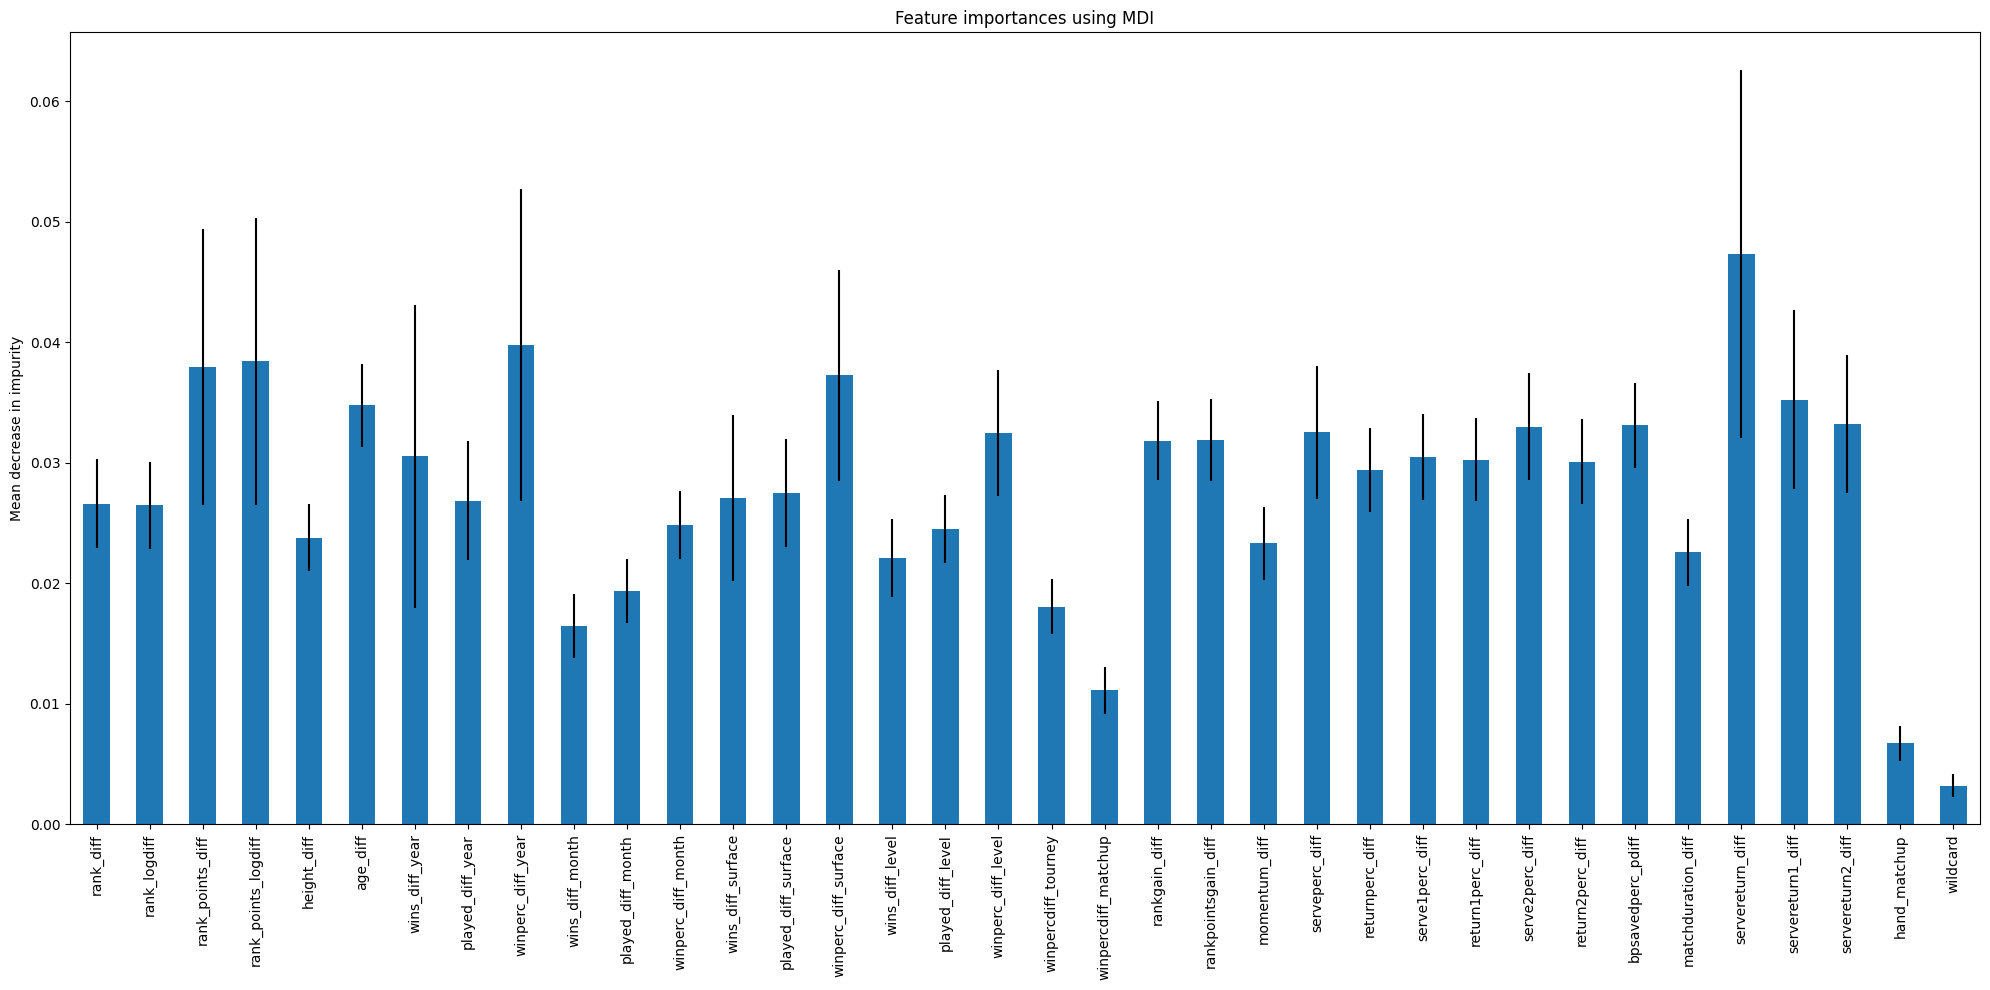 Feature importances using MDI
Mean decrease in impurity
0.06
0.05
0.04
0.03
0.02
0.01
0.00
rank_diff
rank_logdiff
rank_points_diff
rank_points_logdiff
height_diff
age_diff
wins_diff_year
played_diff_year
winperc_diff_year
wins_diff_month
played_diff_month
winperc_diff_month
wins_diff_surface
played_diff_surface
winperc_diff_surface
wins_diff_level
played_diff_level
winperc_diff_level
winpercdiff_tourney
winpercdiff_matchup
rankgain_diff
rankpointsgain_diff
momentum_diff
serveperc_diff
returnperc_diff
serve1perc_diff
return1perc_diff
serve2perc_diff
return2perc_diff
bpsavedperc_pdiff
matchduration_diff
servereturn_diff
servereturn1_diff
servereturn2_diff
hand_matchup
wildcard